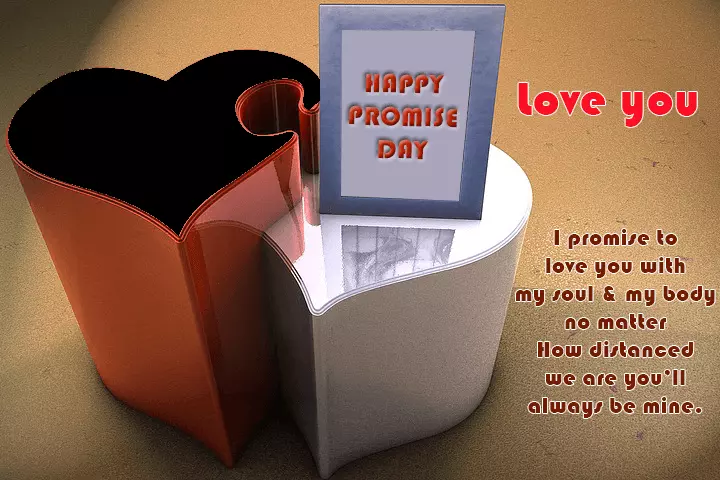 HAPPY
PROMISE
DAY
Love you
I promise to
love you with
my soul & my body
no matter
How distanced
we are you'll
always be mine.